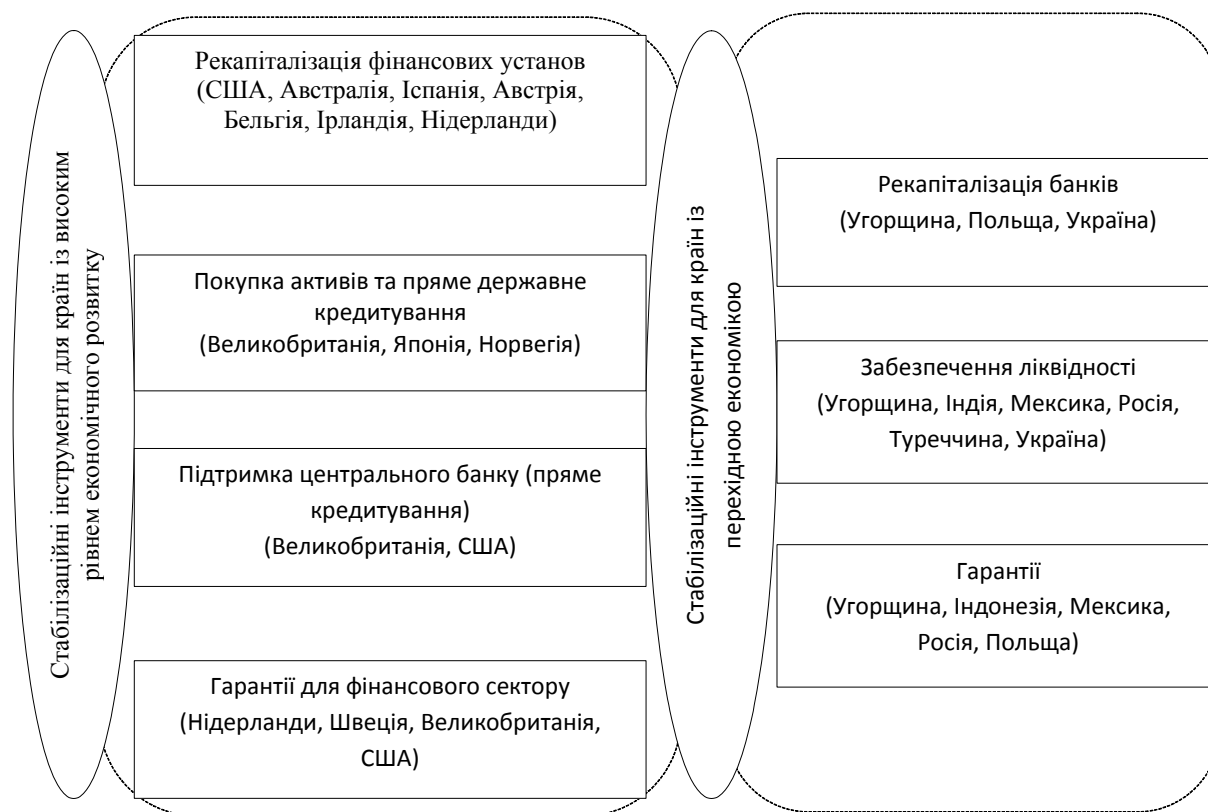 Стабілізаційні інструменти для країн із високим
рівнем економічного розвитку
Рекапіталізація фінансових установ
(США, Австралія, Іспанія, Австрія,
Бельгія, Ірландія, Нідерланди)
Покупка активів та пряме державне
кредитування
(Великобританія, Японія, Норвегія)
Підтримка центрального банку (пряме
кредитування)
(Великобританія, США)
Гарантії для фінансового сектору
(Нідерланди, Швеція, Великобританія,
США)
Стабілізаційні інструменти для країн із
перехідною економікою
Рекапіталізація банків
(Угорщина, Польща, Україна)
Забезпечення ліквідності
(Угорщина, Індія, Мексика, Росія,
Туреччина, Україна)
Гарантії
(Угорщина, Індонезія, Мексика,
Росія, Польща)